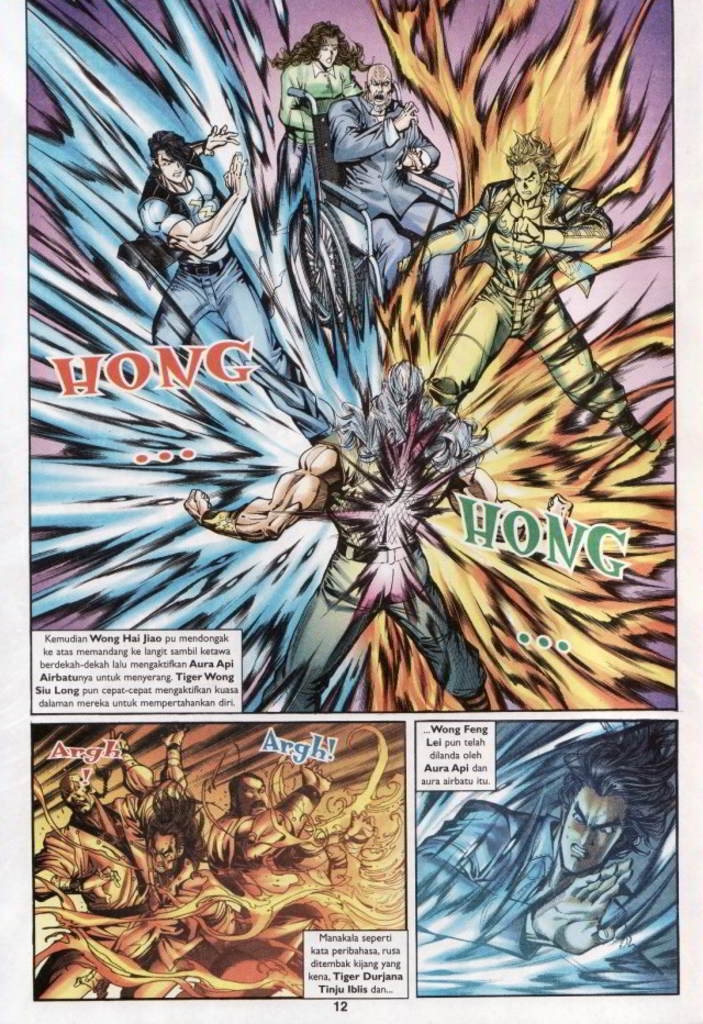 HONG
...
HONG
...
Kemudian Wong Hai Jiao pu mendongak
ke atas memandang ke langit sambil ketawa
berdekah-dekah lalu mengaktifkan Aura Api
Airbatunya untuk menyerang. Tiger Wong
Siu Long pun cepat-cepat mengaktifkan kuasa
dalaman mereka untuk mempertahankan diri.
Argh
!
Argh!
Manakala seperti
kata peribahasa, rusa
ditembak kijang yang
kena, Tiger Durjana
Tinju Iblis dan...
...Wong Feng
Lei pun telah
dilanda oleh
Aura Api dan
aura airbatu itu.
12